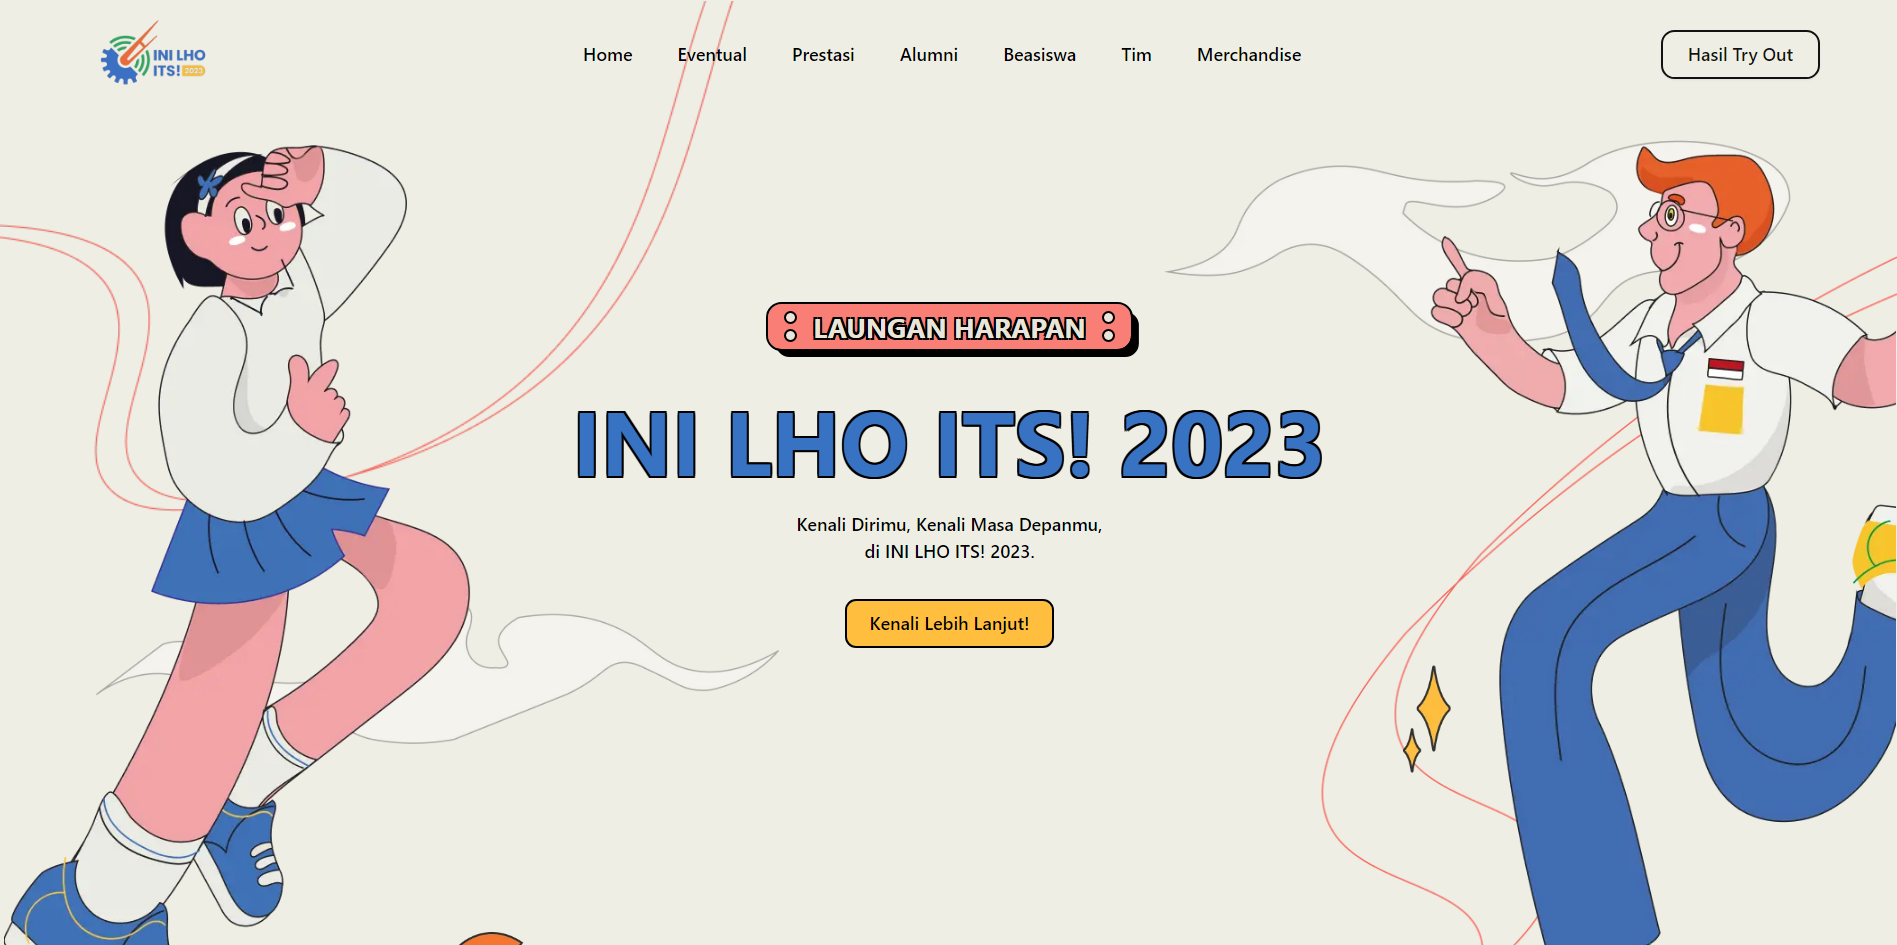 INI LHO
ITS! 2023
Home
Eventual
Prestasi
Alumni
Beasiswa
Tim
Merchandise
Hasil Try Out
LAUNGAN HARAPAN
INI LHO ITS! 2023
Kenali Dirimu, Kenali Masa Depanmu,
di INI LHO ITS! 2023.
Kenali Lebih Lanjut!